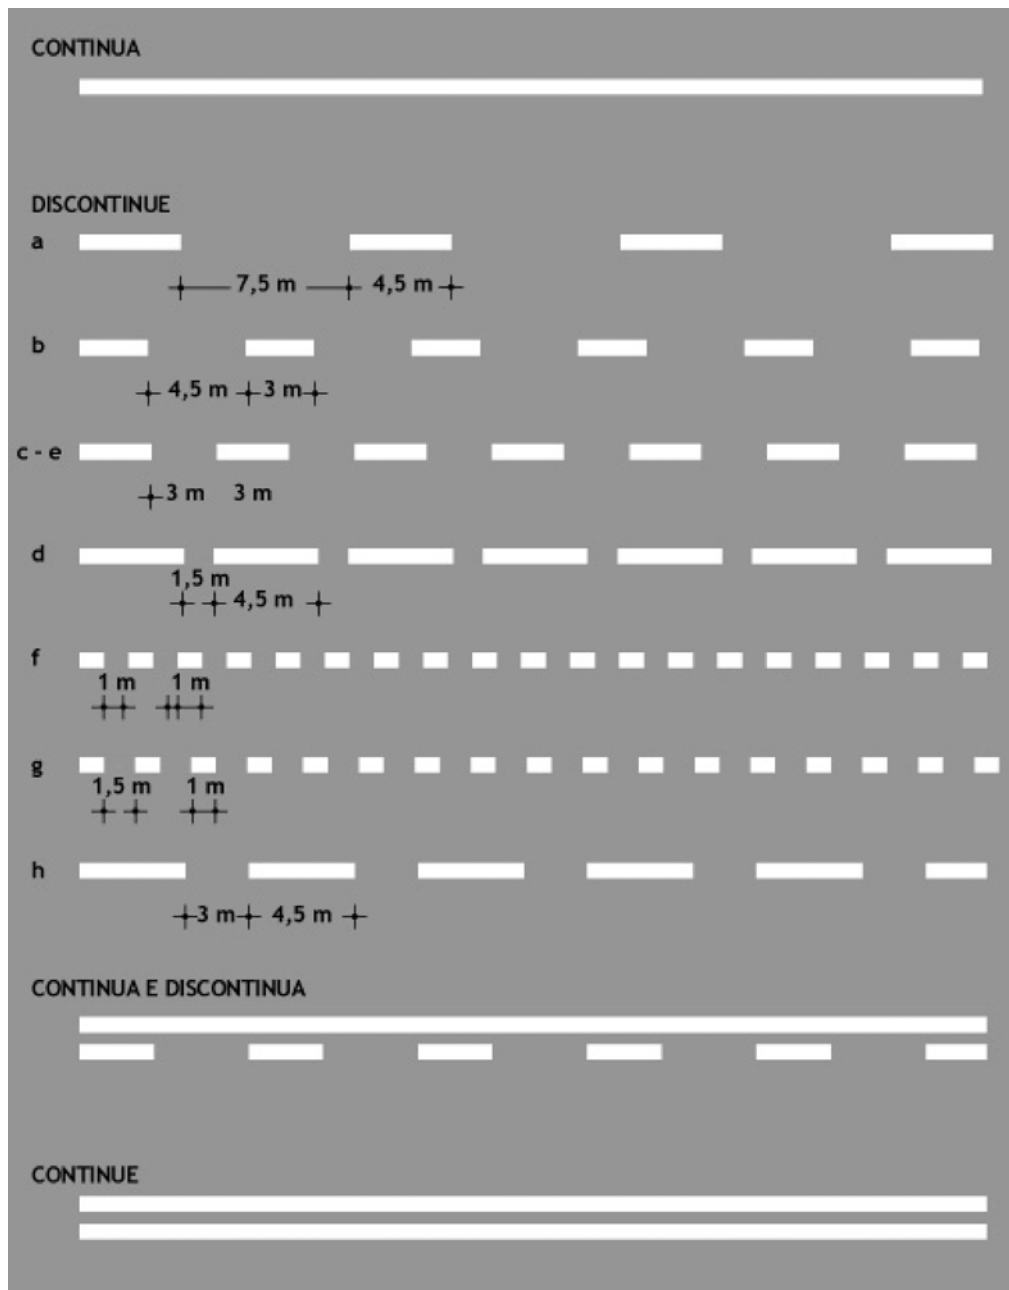 CONTINUA
DISCONTINUE
a
7,5 m 4,5 m
b
4,5 m 3 m
c - e
3 m 3 m
d
1,5 m
4,5 m
f
1 m 1 m
g
1,5 m 1 m
h
3 m 4,5 m
CONTINUA E DISCONTINUA
CONTINUE